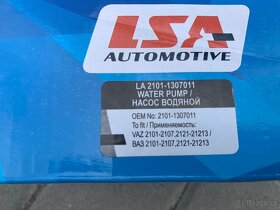 LSA
AUTOMOTIVE
LA 2101-1307011
WATER PUMP /
НАСОС ВОДЯНОЙ
OEM No: 2101-1307011
To fit / Применяемость:
VAZ 2101-2107,2121-21213 /
ВАЗ 2101-2107,2121-21213
Bazoš.cz